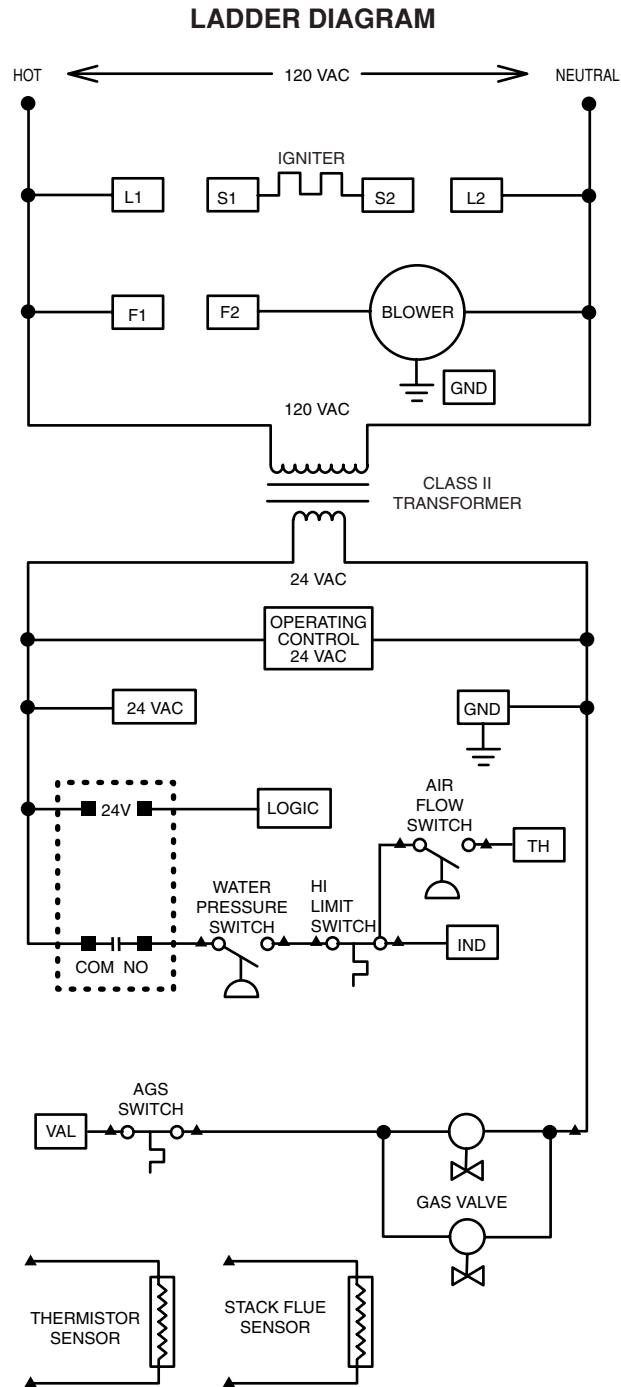 LADDER DIAGRAM
HOT
120 VAC
NEUTRAL
IGNITER
L1
S1
S2
L2
F1
F2
BLOWER
GND
120 VAC
CLASS II
TRANSFORMER
24 VAC
OPERATING
CONTROL
24 VAC
24 VAC
GND
24V
LOGIC
AIR
FLOW
SWITCH
TH
WATER
PRESSURE
SWITCH
HI
LIMIT
SWITCH
IND
COM NO
AGS
SWITCH
VAL
GAS VALVE
THERMISTOR
SENSOR
STACK FLUE
SENSOR